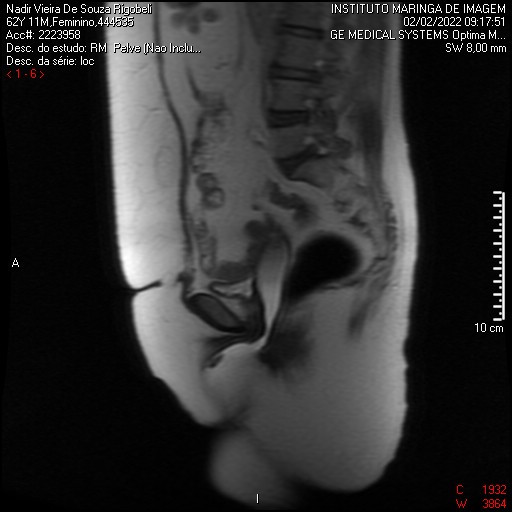 Nadir Vieira De Souza Rigobeli
62Y 11M,Feminino,444535
Acc#: 2223958
Desc. do estudo: RM Pelve (Nao Inclu...
Desc. da série: loc
< 1 - 6 >
INSTITUTO MARINGA DE IMAGEM
02/02/2022 09:17:51
GE MEDICAL SYSTEMS Optima M...
SW 8,00 mm
A
10 cm
I
C 1932
W 3864